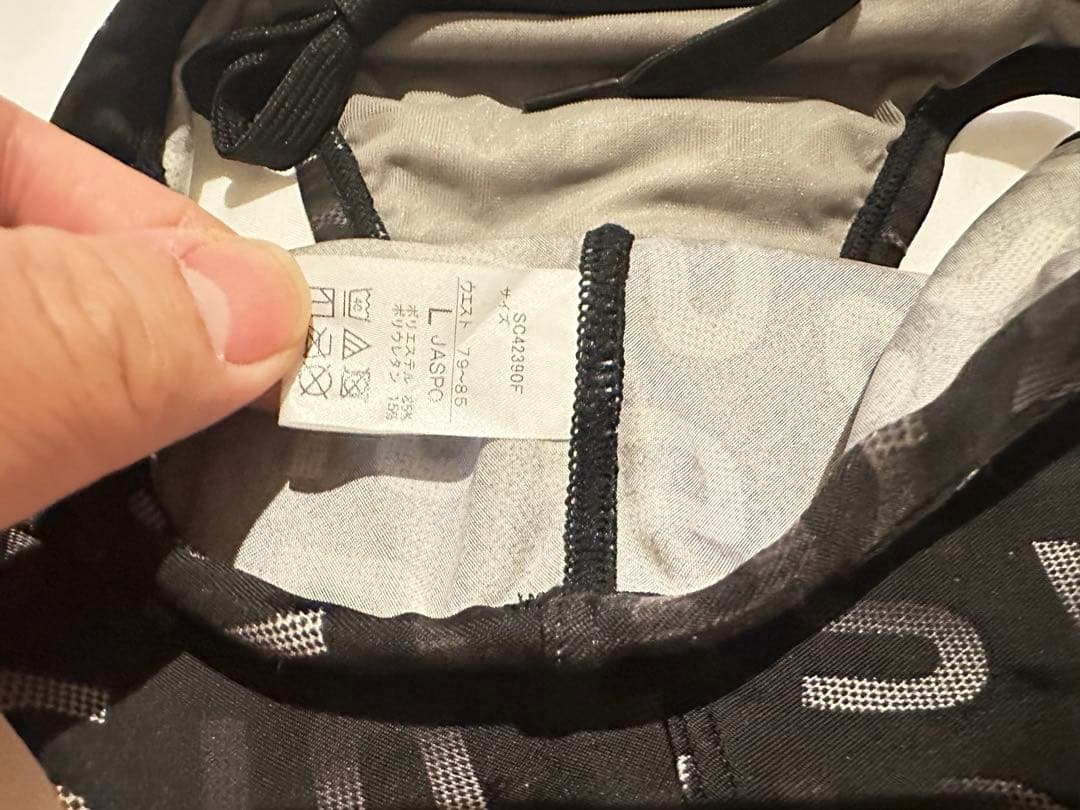 SC42390F
サイズ
ウエスト 79~85
L JASPO
ポリエステル 85%
ポリウレタン 15%
40